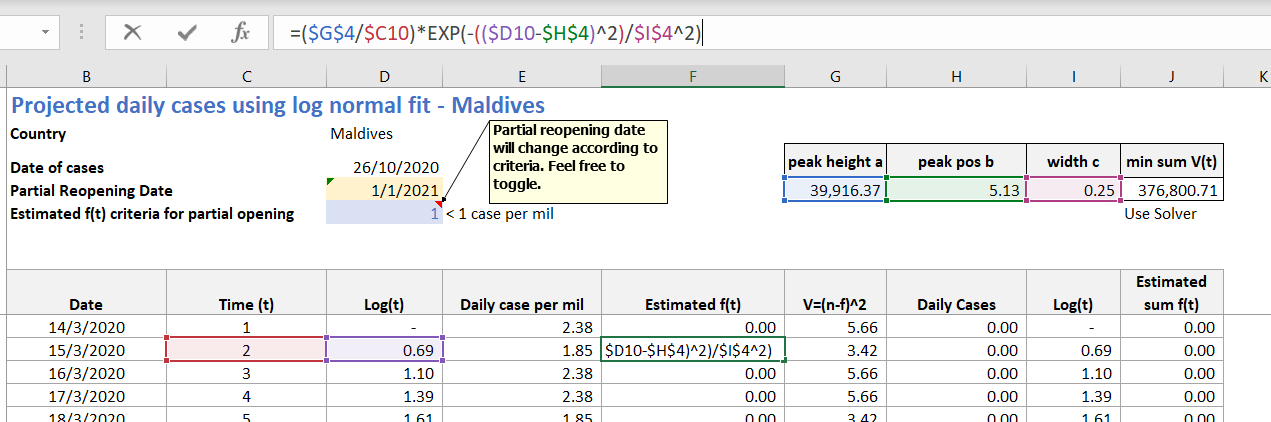 fx =($G$4/$C10)*EXP(-(($D10-$H$4)^2)/$I$4^2)
B C D E F G H I J K
Projected daily cases using log normal fit - Maldives
Country Maldives
Date of cases 26/10/2020
Partial Reopening Date 1/1/2021
Estimated f(t) criteria for partial opening 1 < 1 case per mil
Partial reopening date
will change according to
criteria. Feel free to
toggle.
peak height a peak pos b width c min sum V(t)
39,916.37 5.13 0.25 376,800.71
Use Solver
Date Time (t) Log(t) Daily case per mil Estimated f(t) V=(n-f)^2 Daily Cases Log(t) Estimated
sum f(t)
14/3/2020 1 - 2.38 0.00 5.66 0.00 - 0.00
15/3/2020 2 0.69 1.85 $D10-$H$4)^2)/$I$4^2) 3.42 0.00 0.69 0.00
16/3/2020 3 1.10 2.38 0.00 5.66 0.00 1.10 0.00
17/3/2020 4 1.39 2.38 0.00 5.66 0.00 1.39 0.00
18/3/2020 5 1.61 1.85 0.00 3.42 0.00 1.61 0.00